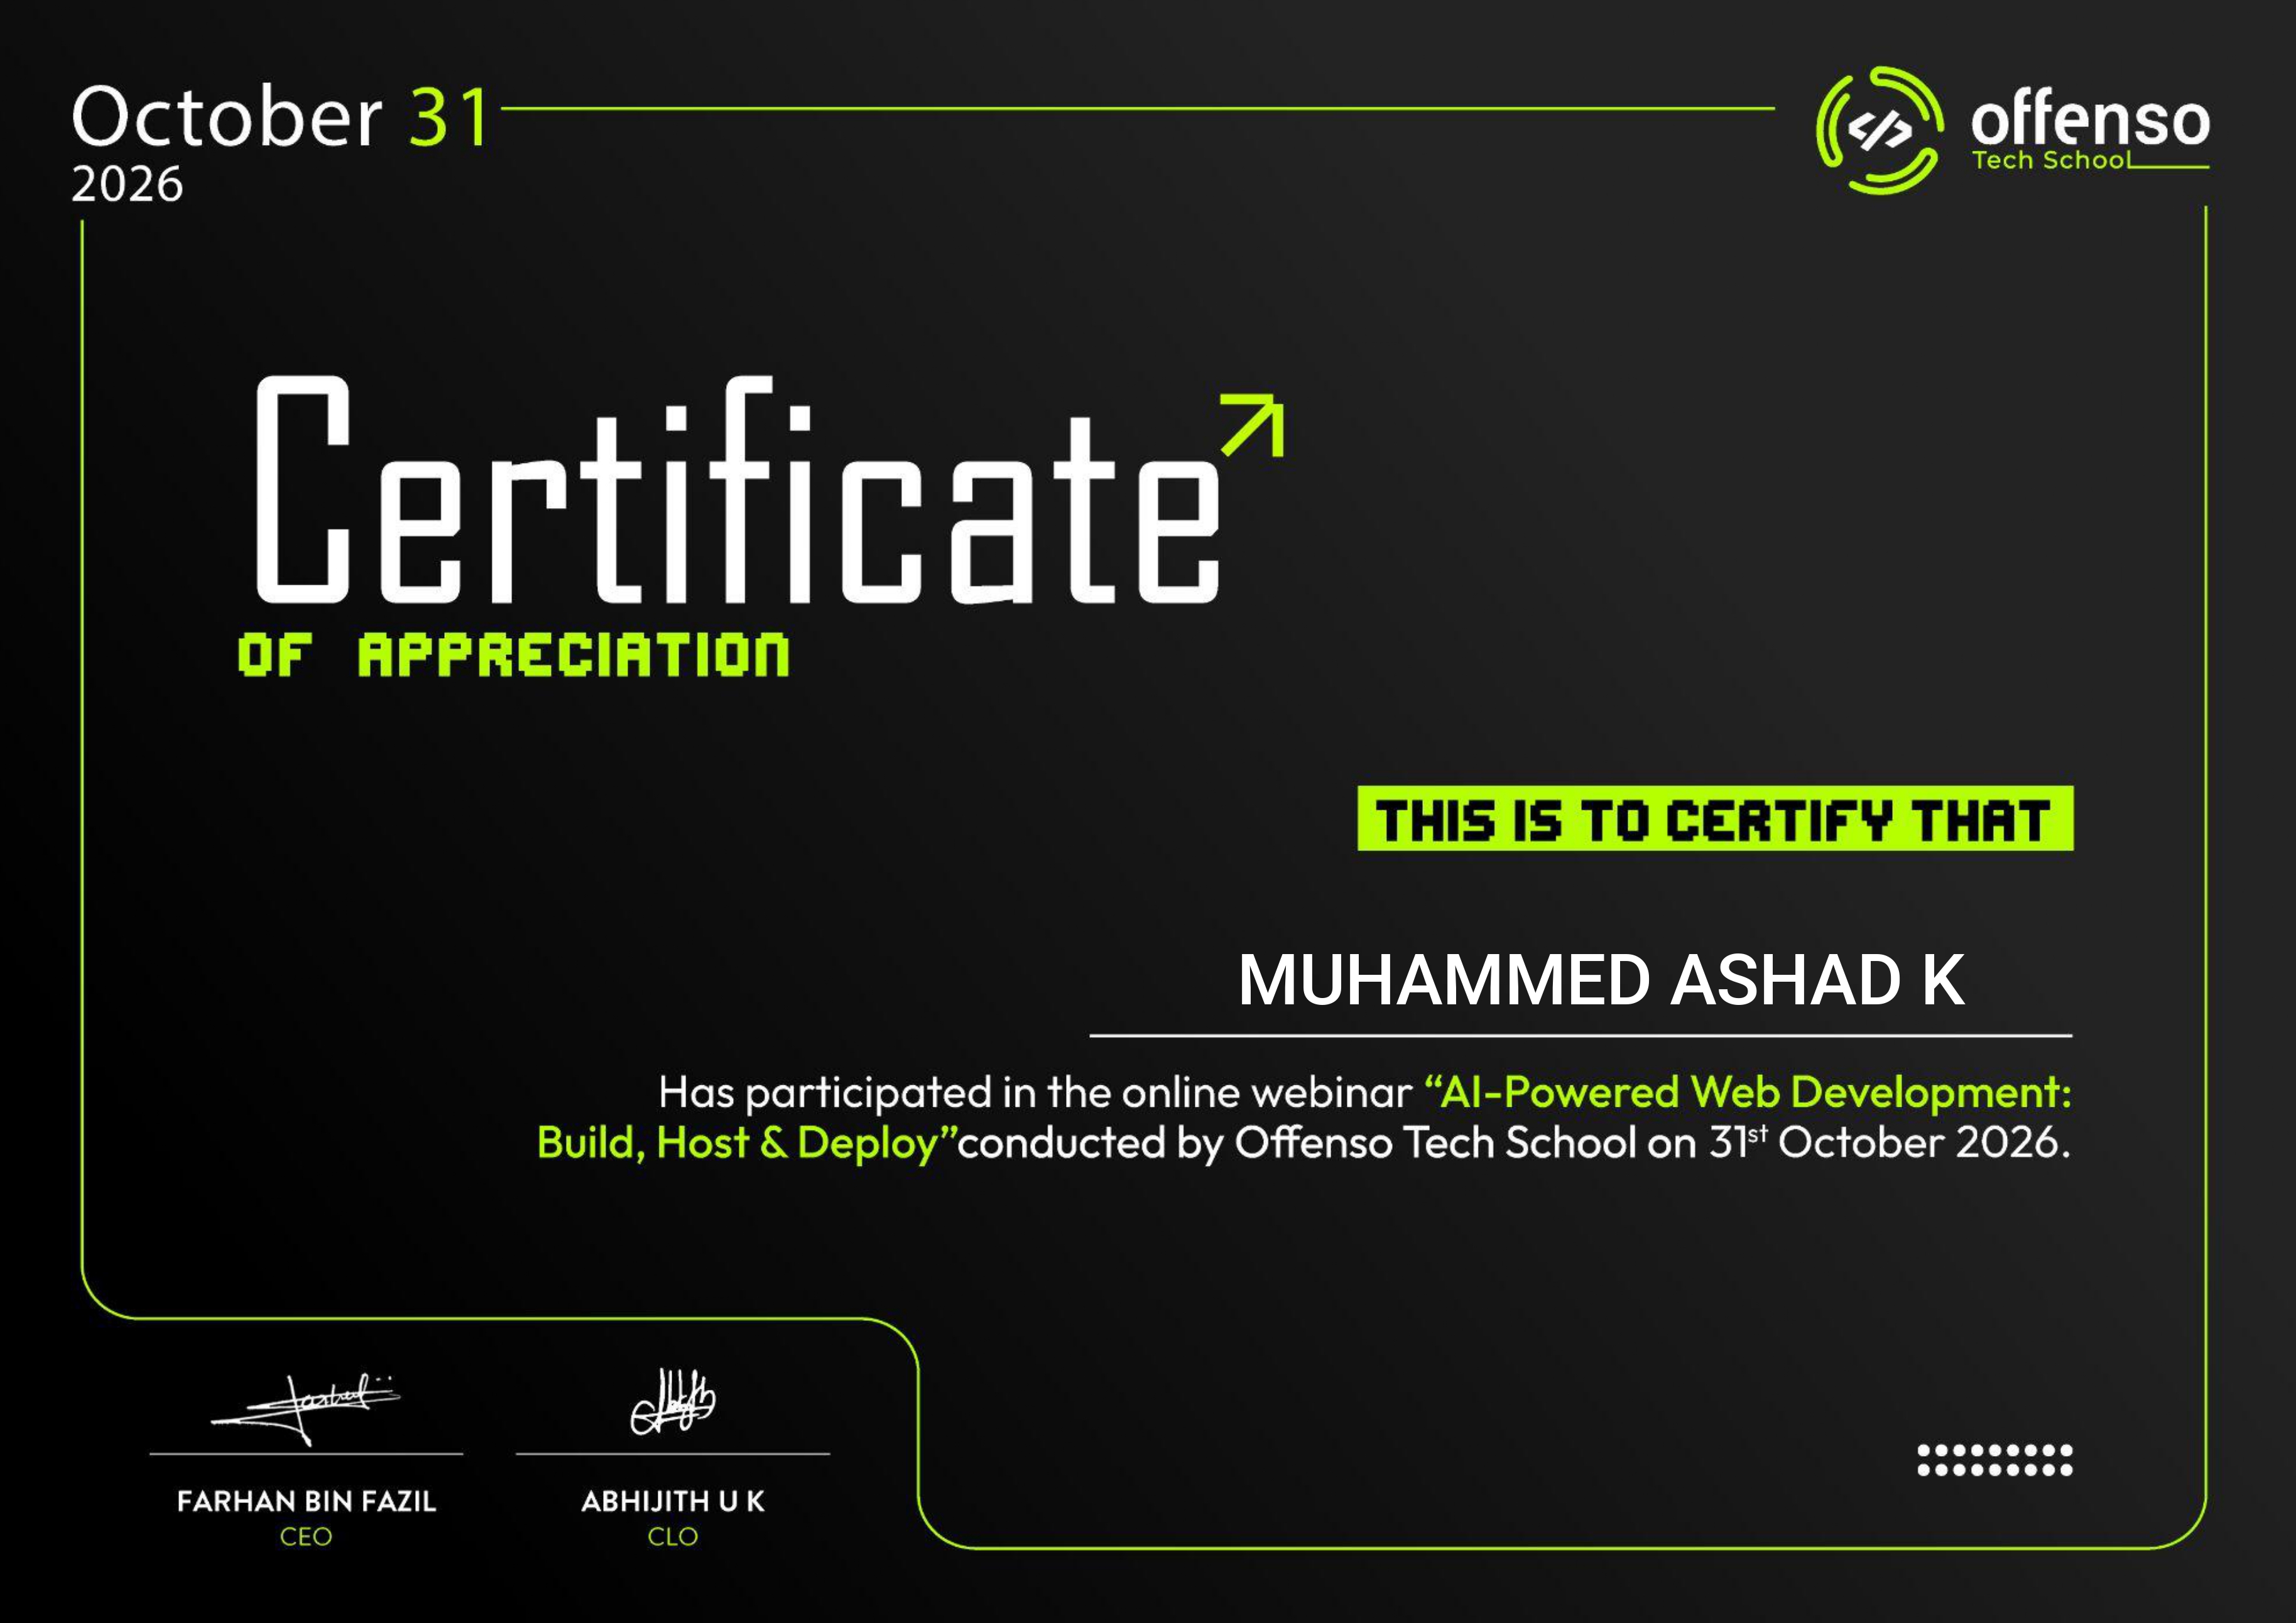 October 31
2026
offenso
Tech School
Certificate
OF APPRECIATION
THIS IS TO CERTIFY THAT
MUHAMMED ASHAD K
Has participated in the online webinar “AI-Powered Web Development:
Build, Host & Deploy”conducted by Offenso Tech School on 31st October 2026.
FARHAN BIN FAZIL
CEO
ABHIJITH U K
CLO